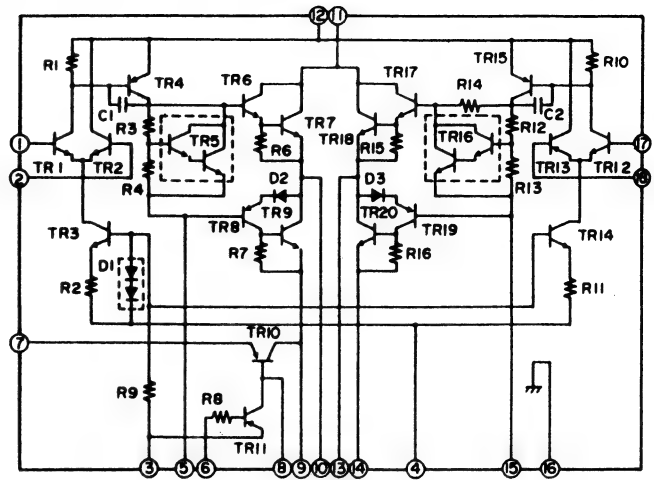 12 11
R1 TR4 TR6 TR17 TR15 R10
C1 R14 C2
R3 TR5 TR7 TR18 TR16 R12
1 R6 R15 17
TR1 TR2 TR13 TR12
2 R4 R13 18
D2 D3
TR9 TR20
TR3 TR8 TR19 TR14
R7 R16
D1
R2 R11
7 TR10
R9 R8
TR11
3 5 6 8 9 10 13 14 4 15 16